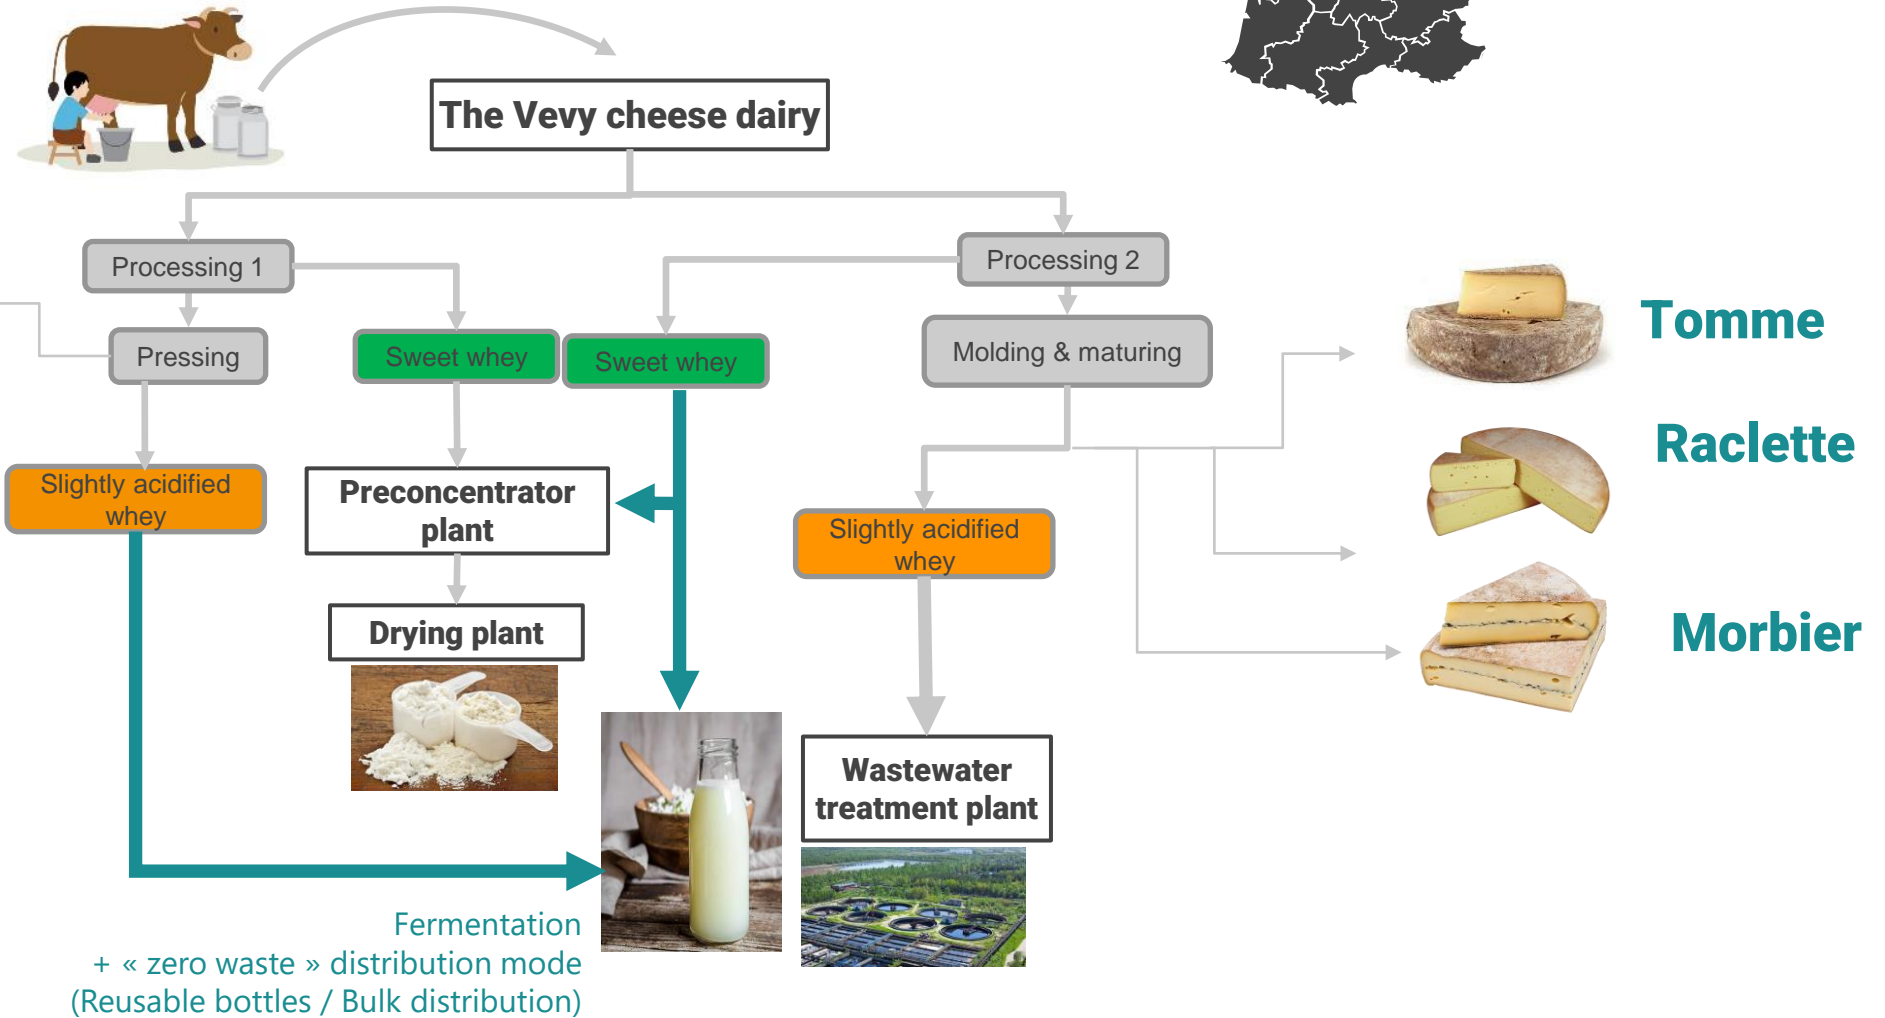 The Vevy cheese dairy
Processing 1
Processing 2
Pressing
Sweet whey
Sweet whey
Molding & maturing
Tomme
Raclette
Slightly acidified
whey
Preconcentrator
plant
Slightly acidified
whey
Drying plant
Morbier
Wastewater
treatment plant
Fermentation
+ « zero waste » distribution mode
(Reusable bottles / Bulk distribution)